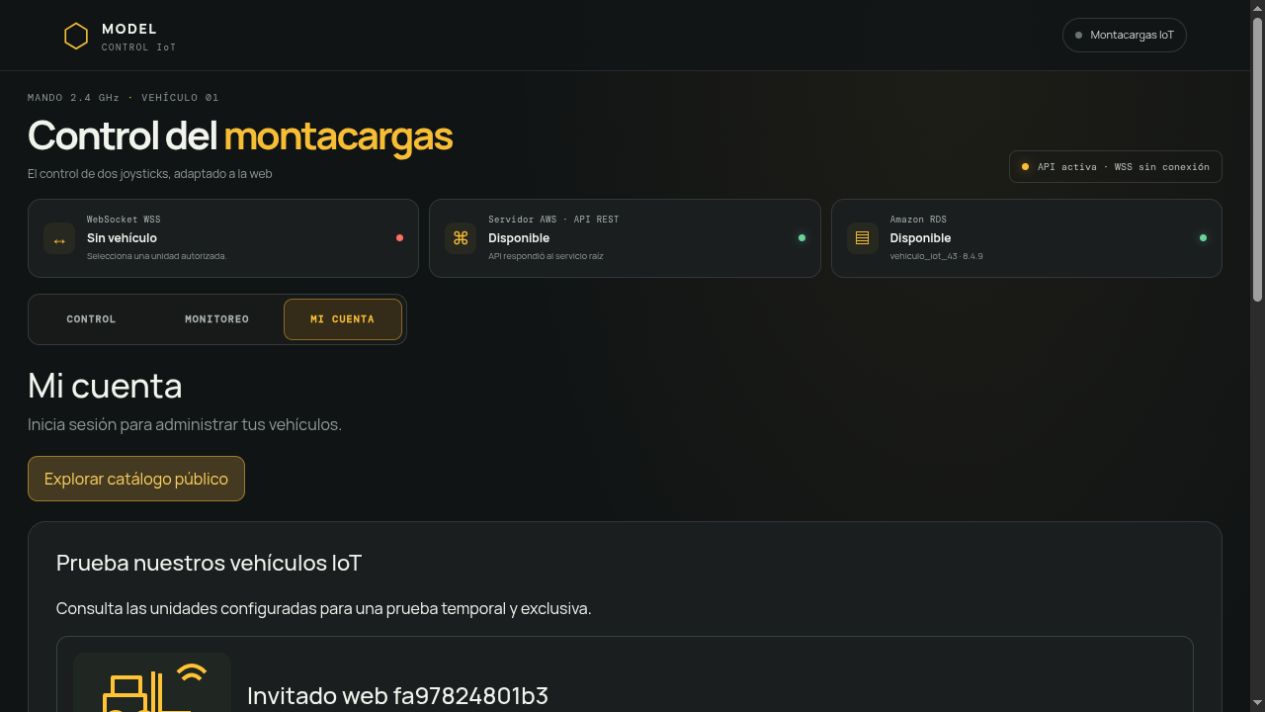 MODEL
CONTROL IoT
Montacargas IoT
MANDO 2.4 GHz · VEHÍCULO 01
Control del montacargas
El control de dos joysticks, adaptado a la web
API activa · WSS sin conexión
WebSocket WSS
Sin vehículo
Selecciona una unidad autorizada.
Servidor AWS · API REST
Disponible
API respondió al servicio raíz
Amazon RDS
Disponible
vehiculo_iot_43 · 8.4.9
CONTROL
MONITOREO
MI CUENTA
Mi cuenta
Inicia sesión para administrar tus vehículos.
Explorar catálogo público
Prueba nuestros vehículos IoT
Consulta las unidades configuradas para una prueba temporal y exclusiva.
Invitado web fa97824801b3